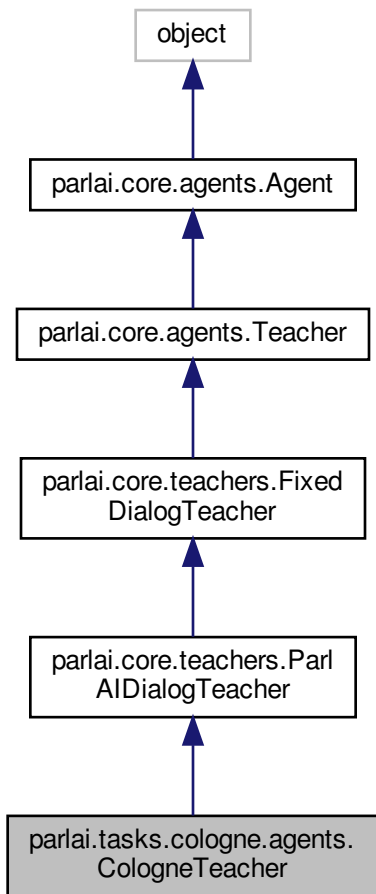 object
parlai.core.agents.Agent
parlai.core.agents.Teacher
parlai.core.teachers.Fixed
DialogTeacher
parlai.core.teachers.Parl
AIDialogTeacher
parlai.tasks.cologne.agents.
CologneTeacher